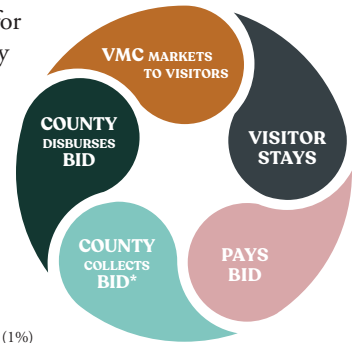 for
y
VMC MARKETS
TO VISITORS
VISITOR
STAYS
PAYS
BID
COUNTY
COLLECTS
BID*
COUNTY
DISBURSES
BID
(1%)